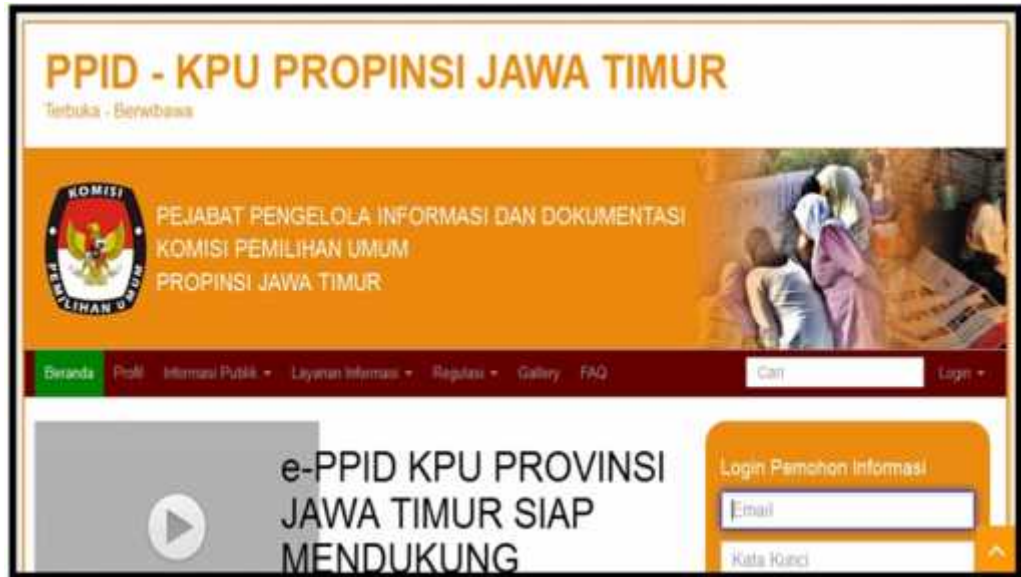 PPID - KPU PROPINSI JAWA TIMUR
Terbuka - Berwibawa
KOMISI
PEMILIHAN UMUM
PEJABAT PENGELOLA INFORMASI DAN DOKUMENTASI
KOMISI PEMILIHAN UMUM
PROPINSI JAWA TIMUR
Beranda Profil Informasi Publik Layanan Informasi Regulasi Gallery FAQ Cari Login
e-PPID KPU PROVINSI
JAWA TIMUR SIAP
MENDUKUNG
Login Pemohon Informasi
Email
Kata Kunci